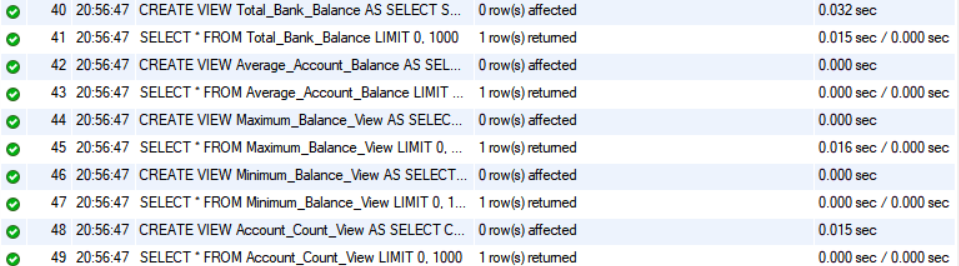 40 20:56:47 CREATE VIEW Total_Bank_Balance AS SELECT S... 0 row(s) affected 0.032 sec
41 20:56:47 SELECT * FROM Total_Bank_Balance LIMIT 0, 1000 1 row(s) returned 0.015 sec / 0.000 sec
42 20:56:47 CREATE VIEW Average_Account_Balance AS SEL... 0 row(s) affected 0.000 sec
43 20:56:47 SELECT * FROM Average_Account_Balance LIMIT ... 1 row(s) returned 0.000 sec / 0.000 sec
44 20:56:47 CREATE VIEW Maximum_Balance_View AS SELEC... 0 row(s) affected 0.000 sec
45 20:56:47 SELECT * FROM Maximum_Balance_View LIMIT 0, ... 1 row(s) returned 0.016 sec / 0.000 sec
46 20:56:47 CREATE VIEW Minimum_Balance_View AS SELECT... 0 row(s) affected 0.000 sec
47 20:56:47 SELECT * FROM Minimum_Balance_View LIMIT 0, 1... 1 row(s) returned 0.000 sec / 0.000 sec
48 20:56:47 CREATE VIEW Account_Count_View AS SELECT C... 0 row(s) affected 0.015 sec
49 20:56:47 SELECT * FROM Account_Count_View LIMIT 0, 1000 1 row(s) returned 0.000 sec / 0.000 sec